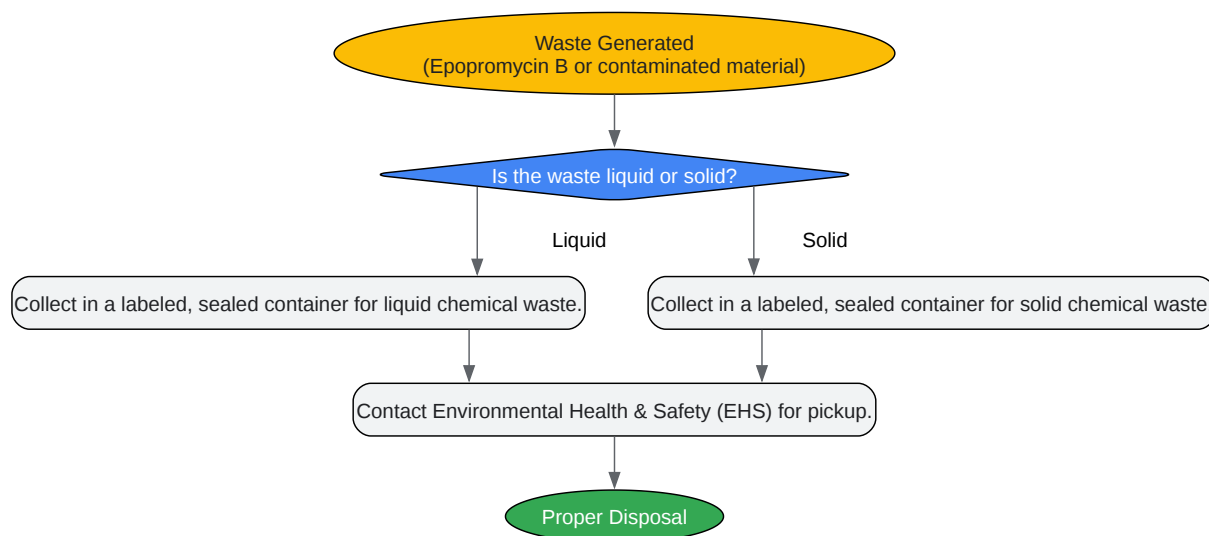 Waste Generated
(Epopromycin B or contaminated material)
Is the waste liquid or solid?
Liquid
Solid
Collect in a labeled, sealed container for liquid chemical waste.
Collect in a labeled, sealed container for solid chemical waste
Contact Environmental Health & Safety (EHS) for pickup.
Proper Disposal